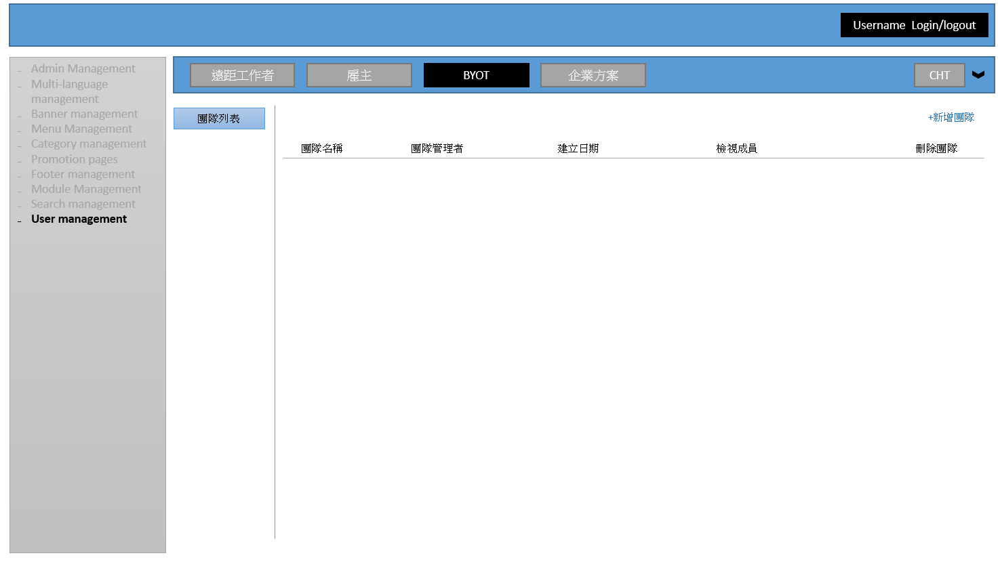 Username Login/logout
遠距工作者 雇主 BYOT 企業方案 CHT
- Admin Management
- Multi-language
management
- Banner management
- Menu Management
- Category management
- Promotion pages
- Footer management
- Module Management
- Search management
- User management
團隊列表
+新增團隊
團隊名稱 團隊管理者 建立日期 檢視成員 刪除團隊